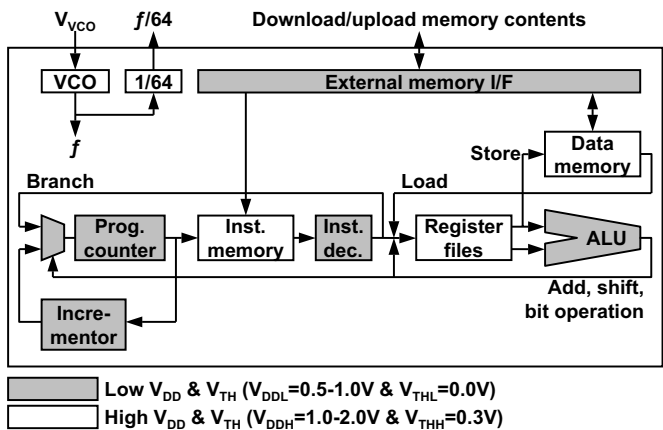 V_VCO f/64 Download/upload memory contents
VCO 1/64 External memory I/F
f
Store Data
memory
Branch Load
Prog.
counter
Inst.
memory
Inst.
dec.
Register
files
ALU
Add, shift,
bit operation
Incre-
mentor
Low V_DD & V_TH (V_DDL=0.5-1.0V & V_THL=0.0V)
High V_DD & V_TH (V_DDH=1.0-2.0V & V_THH=0.3V)